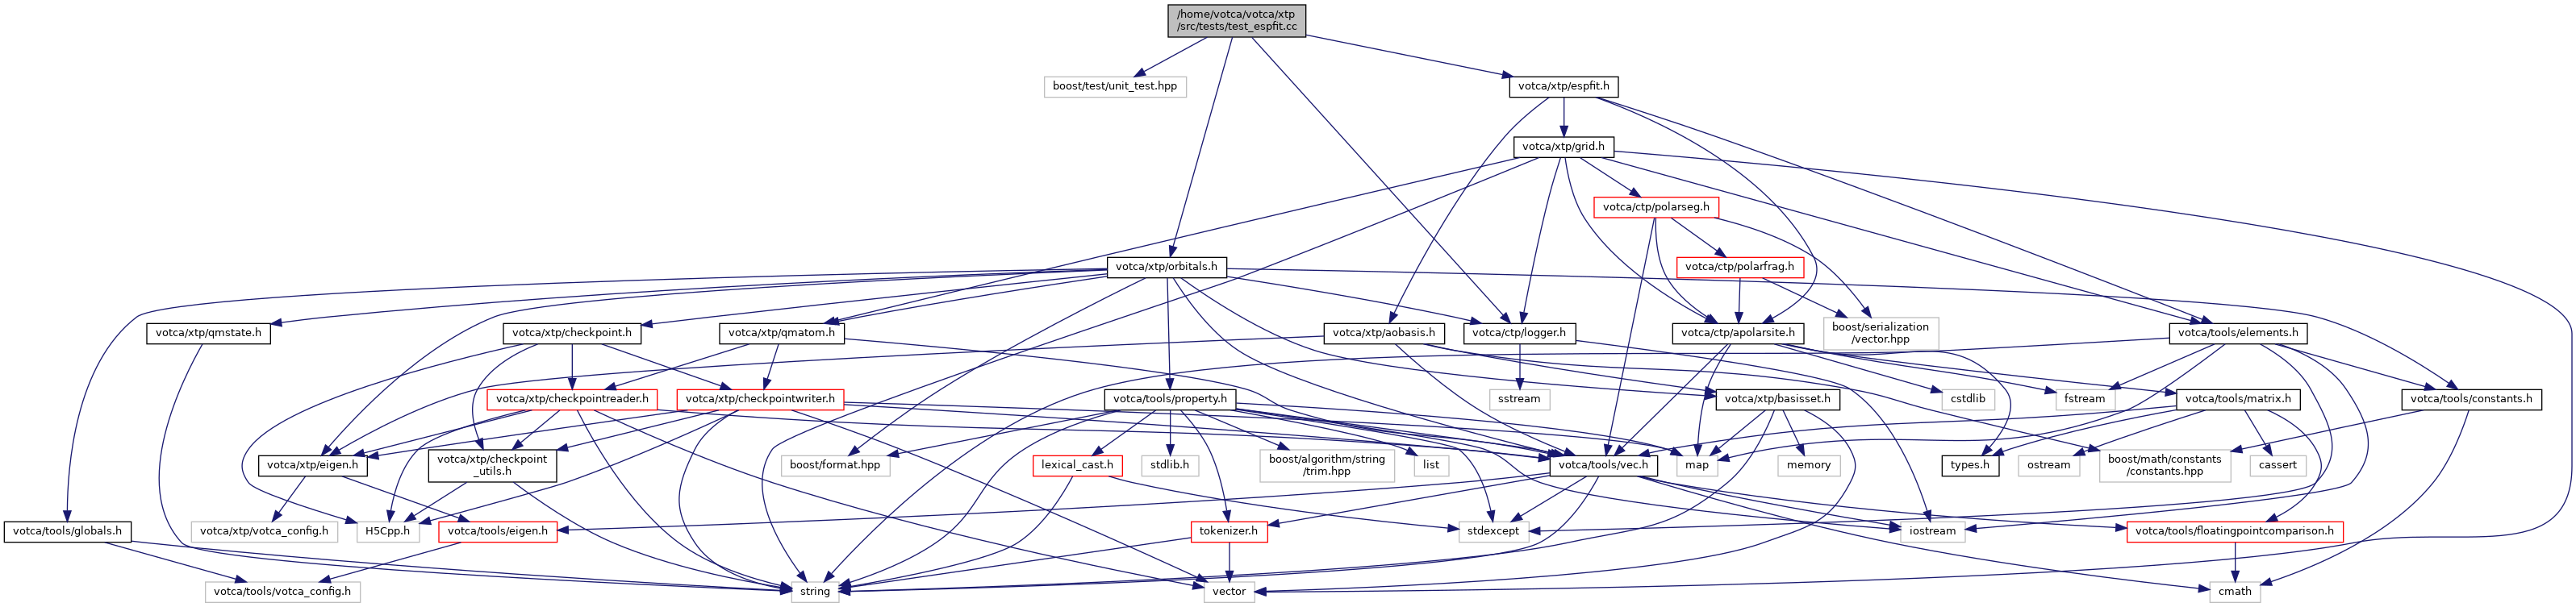 /home/votca/votca/xtp
/src/tests/test_espfit.cc
boost/test/unit_test.hpp
votca/xtp/espfit.h
votca/xtp/grid.h
votca/ctp/polarseg.h
votca/xtp/orbitals.h
votca/ctp/polarfrag.h
votca/xtp/qmstate.h
votca/xtp/checkpoint.h
votca/xtp/qmatom.h
votca/xtp/aobasis.h
votca/ctp/logger.h
votca/ctp/apolarsite.h
boost/serialization
/vector.hpp
votca/tools/elements.h
votca/xtp/checkpointreader.h
votca/xtp/checkpointwriter.h
votca/tools/property.h
sstream
votca/xtp/basisset.h
cstdlib
fstream
votca/tools/matrix.h
votca/tools/constants.h
votca/xtp/eigen.h
votca/xtp/checkpoint
_utils.h
boost/format.hpp
lexical_cast.h
stdlib.h
boost/algorithm/string
/trim.hpp
list
votca/tools/vec.h
map
memory
types.h
ostream
boost/math/constants
/constants.hpp
cassert
votca/tools/globals.h
votca/xtp/votca_config.h
H5Cpp.h
votca/tools/eigen.h
tokenizer.h
stdexcept
iostream
votca/tools/floatingpointcomparison.h
votca/tools/votca_config.h
string
vector
cmath